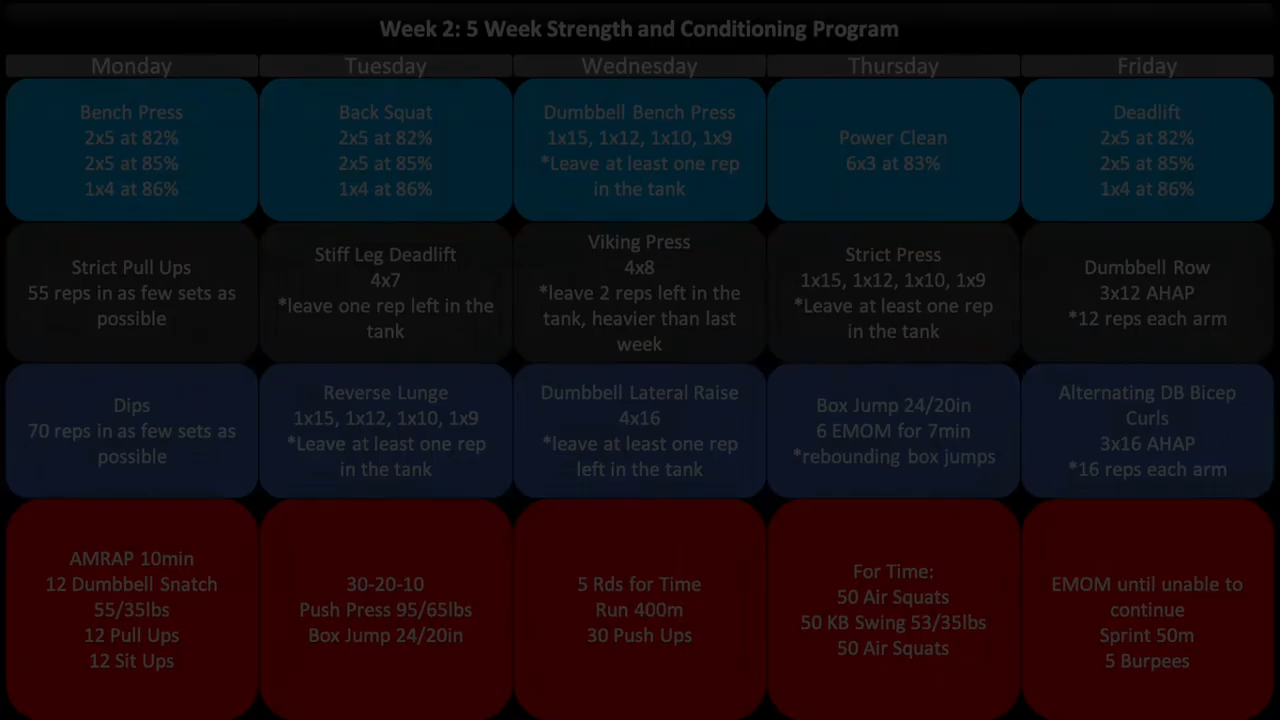 Week 2: 5 Week Strength and Conditioning Program
Monday
Tuesday
Wednesday
Thursday
Friday
Bench Press
2x5 at 82%
2x5 at 85%
1x4 at 86%
Back Squat
2x5 at 82%
2x5 at 85%
1x4 at 86%
Dumbbell Bench Press
1x15, 1x12, 1x10, 1x9
*Leave at least one rep
in the tank
Power Clean
6x3 at 83%
Deadlift
2x5 at 82%
2x5 at 85%
1x4 at 86%
Strict Pull Ups
55 reps in as few sets as
possible
Stiff Leg Deadlift
4x7
*leave one rep left in the
tank
Viking Press
4x8
*leave 2 reps left in the
tank, heavier than last
week
Strict Press
1x15, 1x12, 1x10, 1x9
*Leave at least one rep
in the tank
Dumbbell Row
3x12 AHAP
*12 reps each arm
Dips
70 reps in as few sets as
possible
Reverse Lunge
1x15, 1x12, 1x10, 1x9
*Leave at least one rep
in the tank
Dumbbell Lateral Raise
4x16
*leave at least one rep
left in the tank
Box Jump 24/20in
6 EMOM for 7min
*rebounding box jumps
Alternating DB Bicep
Curls
3x16 AHAP
*16 reps each arm
AMRAP 10min
12 Dumbbell Snatch
55/35lbs
12 Pull Ups
12 Sit Ups
30-20-10
Push Press 95/65lbs
Box Jump 24/20in
5 Rds for Time
Run 400m
30 Push Ups
For Time:
50 Air Squats
50 KB Swing 53/35lbs
50 Air Squats
EMOM until unable to
continue
Sprint 50m
5 Burpees